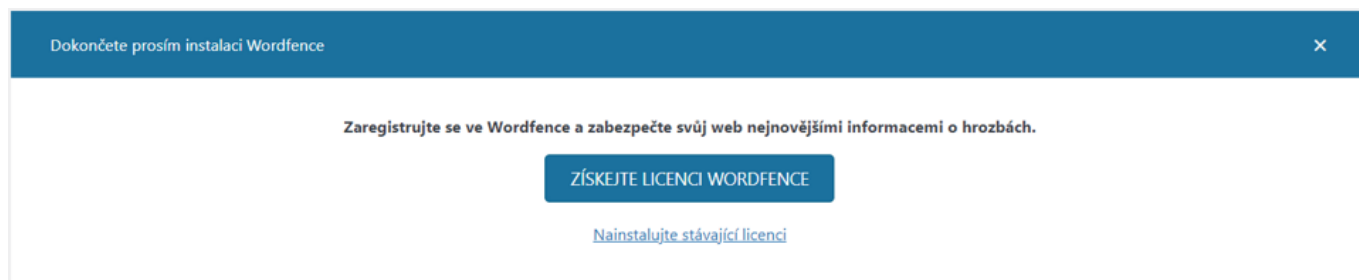 Dokončete prosím instalaci Wordfence
Zaregistrujte se ve Wordfence a zabezpečte svůj web nejnovějšími informacemi o hrozbách.
ZÍSKEJTE LICENCI WORDFENCE
Nainstalujte stávající licenci